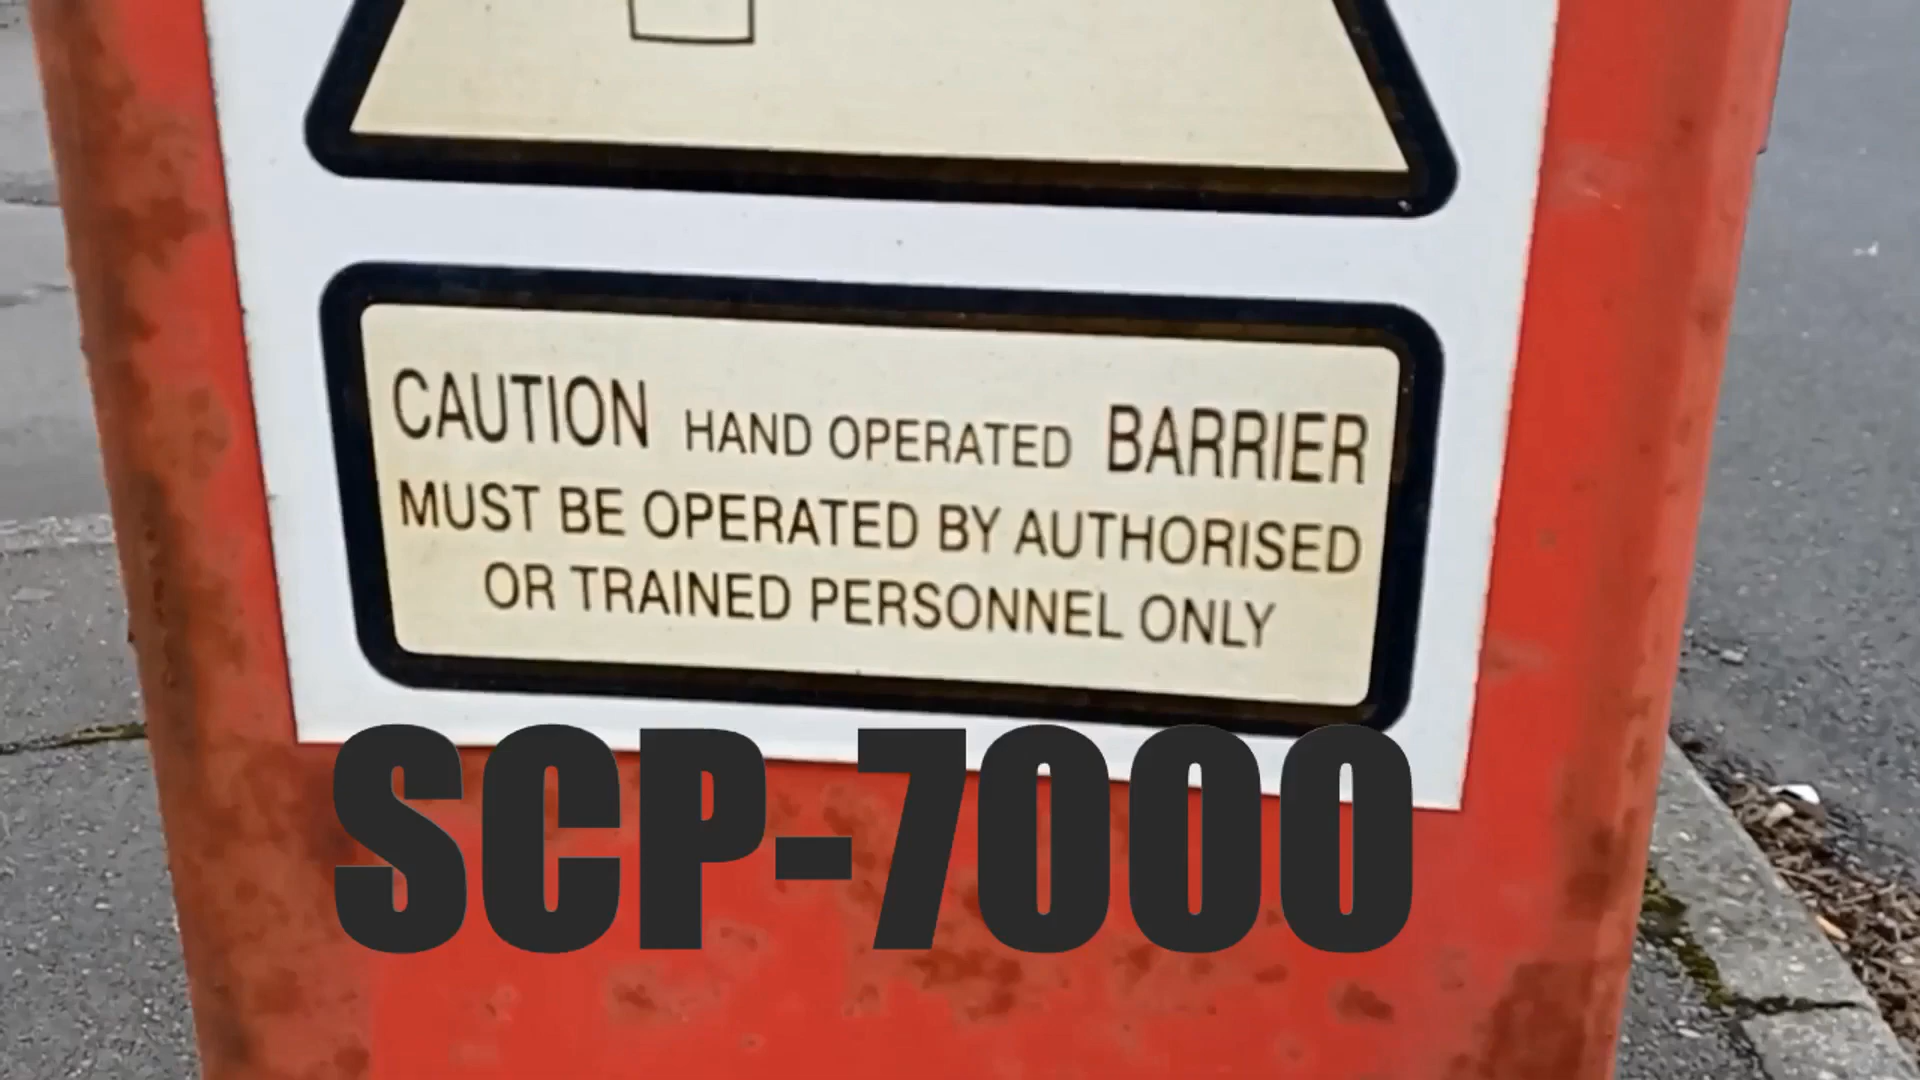 CAUTION HAND OPERATED BARRIER
MUST BE OPERATED BY AUTHORISED
OR TRAINED PERSONNEL ONLY
SCP-7000